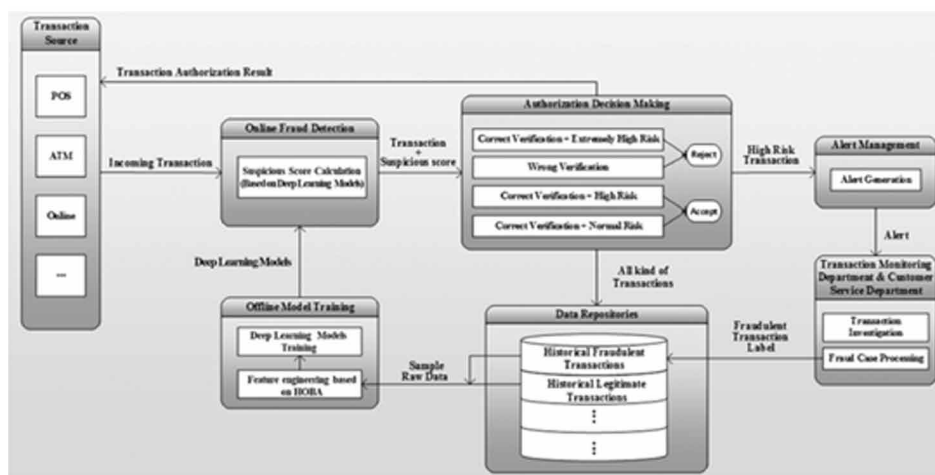 Transaction
Source
POS
ATM
Online
...
Transaction Authorization Result
Incoming Transaction
Online Fraud Detection
Suspicious Score Calculation
(Based on Deep Learning Models)
Transaction
+
Suspicious score
Authorization Decision Making
Correct Verification + Extremely High Risk
Wrong Verification
Reject
Correct Verification + High Risk
Correct Verification + Normal Risk
Accept
High Risk
Transaction
Alert Management
Alert Generation
Alert
Transaction Monitoring
Department & Customer
Service Department
Transaction
Investigation
Fraud Case Processing
Deep Learning Models
Offline Model Training
Deep Learning Models
Training
Feature engineering based
on HOBA
All kind of
Transactions
Data Repositories
Historical Fraudulent
Transactions
Historical Legitimate
Transactions
⋮
⋮
Sample
Raw Data
Fraudulent
Transaction
Label